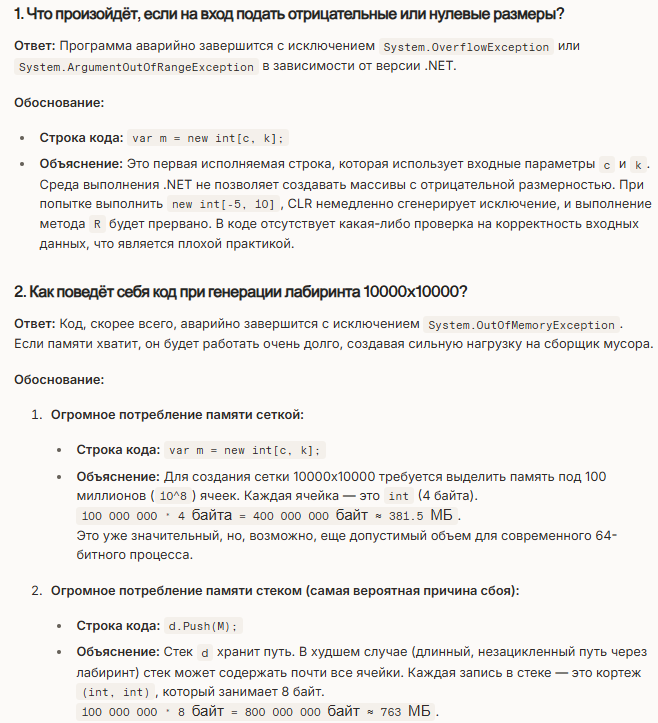 1. Что произойдёт, если на вход подать отрицательные или нулевые размеры?
Ответ: Программа аварийно завершится с исключением System.OverflowException или
System.ArgumentOutOfRangeException в зависимости от версии .NET.
Обоснование:
• Строка кода: var m = new int[c, k];
• Объяснение: Это первая исполняемая строка, которая использует входные параметры c и k.
Среда выполнения .NET не позволяет создавать массивы с отрицательной размерностью. При
попытке выполнить new int[-5, 10], CLR немедленно сгенерирует исключение, и выполнение
метода R будет прервано. В коде отсутствует какая-либо проверка на корректность входных
данных, что является плохой практикой.
2. Как поведёт себя код при генерации лабиринта 10000x10000?
Ответ: Код, скорее всего, аварийно завершится с исключением System.OutOfMemoryException.
Если памяти хватит, он будет работать очень долго, создавая сильную нагрузку на сборщик мусора.
Обоснование:
1. Огромное потребление памяти сеткой:
• Строка кода: var m = new int[c, k];
• Объяснение: Для создания сетки 10000x10000 требуется выделить память под 100
миллионов (10^8) ячеек. Каждая ячейка — это int (4 байта).
100 000 000 * 4 байта = 400 000 000 байт ≈ 381.5 МБ.
Это уже значительный, но, возможно, еще допустимый объем для современного 64-
битного процесса.
2. Огромное потребление памяти стеком (самая вероятная причина сбоя):
• Строка кода: d.Push(M);
• Объяснение: Стек d хранит путь. В худшем случае (длинный, незацикленный путь через
лабиринт) стек может содержать почти все ячейки. Каждая запись в стеке — это кортеж
(int, int), который занимает 8 байт.
100 000 000 * 8 байт = 800 000 000 байт ≈ 763 МБ.